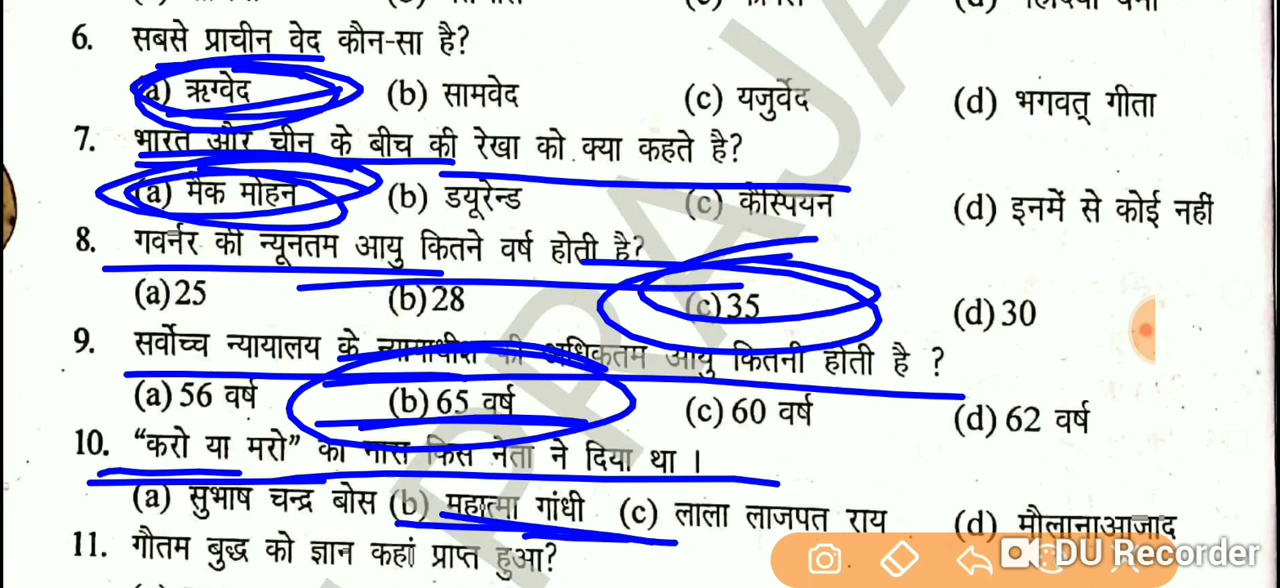 6. सबसे प्राचीन वेद कौन-सा है?
(a) ऋग्वेद (b) सामवेद (c) यजुर्वेद (d) भगवत् गीता
7. भारत और चीन के बीच की रेखा को क्या कहते है?
(a) मैक मोहन (b) डयूरेन्ड (c) कैस्पियन (d) इनमें से कोई नहीं
8. गवर्नर की न्यूनतम आयु कितने वर्ष होती है?
(a) 25 (b) 28 (c) 35 (d) 30
9. सर्वोच्च न्यायालय के न्यायाधीश की अधिकतम आयु कितनी होती है ?
(a) 56 वर्ष (b) 65 वर्ष (c) 60 वर्ष (d) 62 वर्ष
10. “करो या मरो” का नारा किस नेता ने दिया था ।
(a) सुभाष चन्द्र बोस (b) महात्मा गांधी (c) लाला लाजपत राय (d) मौलानाआजाद
11. गौतम बुद्ध को ज्ञान कहां प्राप्त हुआ?
DU Recorder